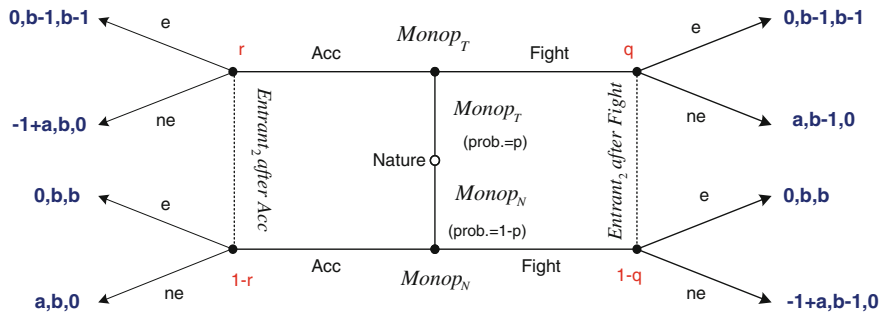 0,b-1,b-1
e
r
Acc
Monop_T
Fight
q
e
0,b-1,b-1
-1+a,b,0
ne
Entrant_2 after Acc
Monop_T
(prob.=p)
Entrant_2 after Fight
ne
a,b-1,0
Nature
0,b,b
e
Monop_N
(prob.=1-p)
e
0,b,b
a,b,0
ne
1-r
Acc
Monop_N
Fight
1-q
ne
-1+a,b-1,0